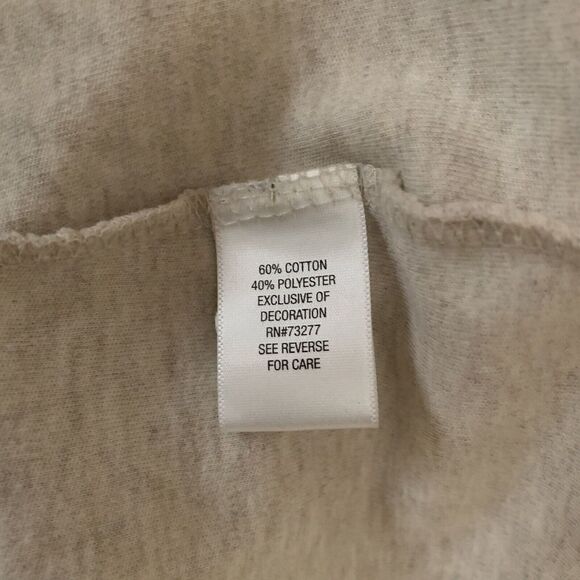 60% COTTON
40% POLYESTER
EXCLUSIVE OF
DECORATION
RN#73277
SEE REVERSE
FOR CARE